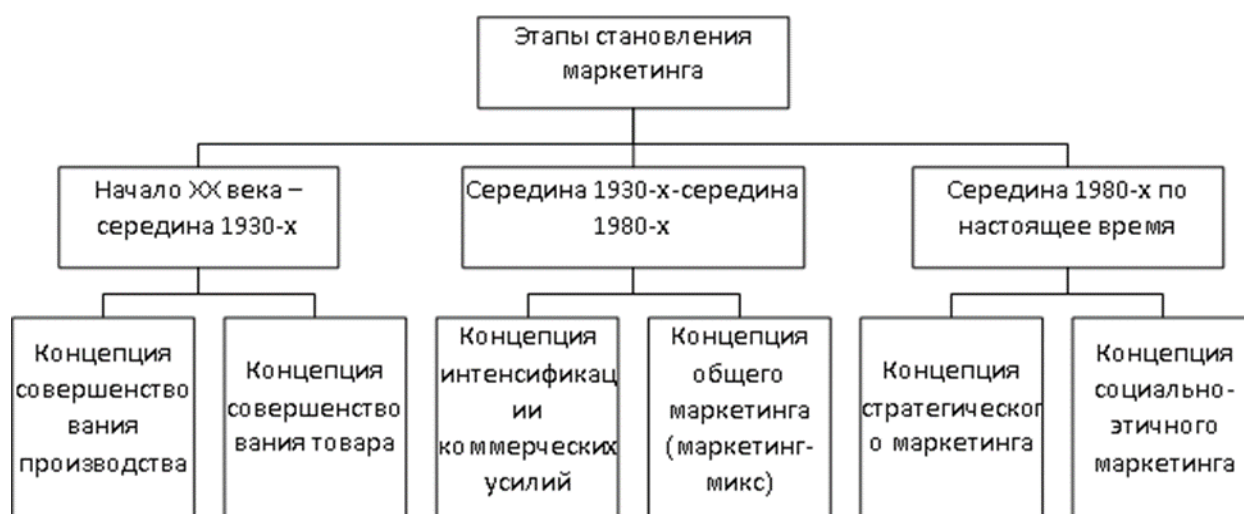 Этапы становления
маркетинга
Начало XX века –
середина 1930-х
Середина 1930-х-середина
1980-х
Середина 1980-х по
настоящее время
Концепция
совершенство
вания
производства
Концепция
совершенство
вания товара
Концепция
интенсификац
ии
коммерческих
усилий
Концепция
общего
маркетинга
(маркетинг-
микс)
Концепция
стратегическог
о маркетинга
Концепция
социально-
этичного
маркетинга